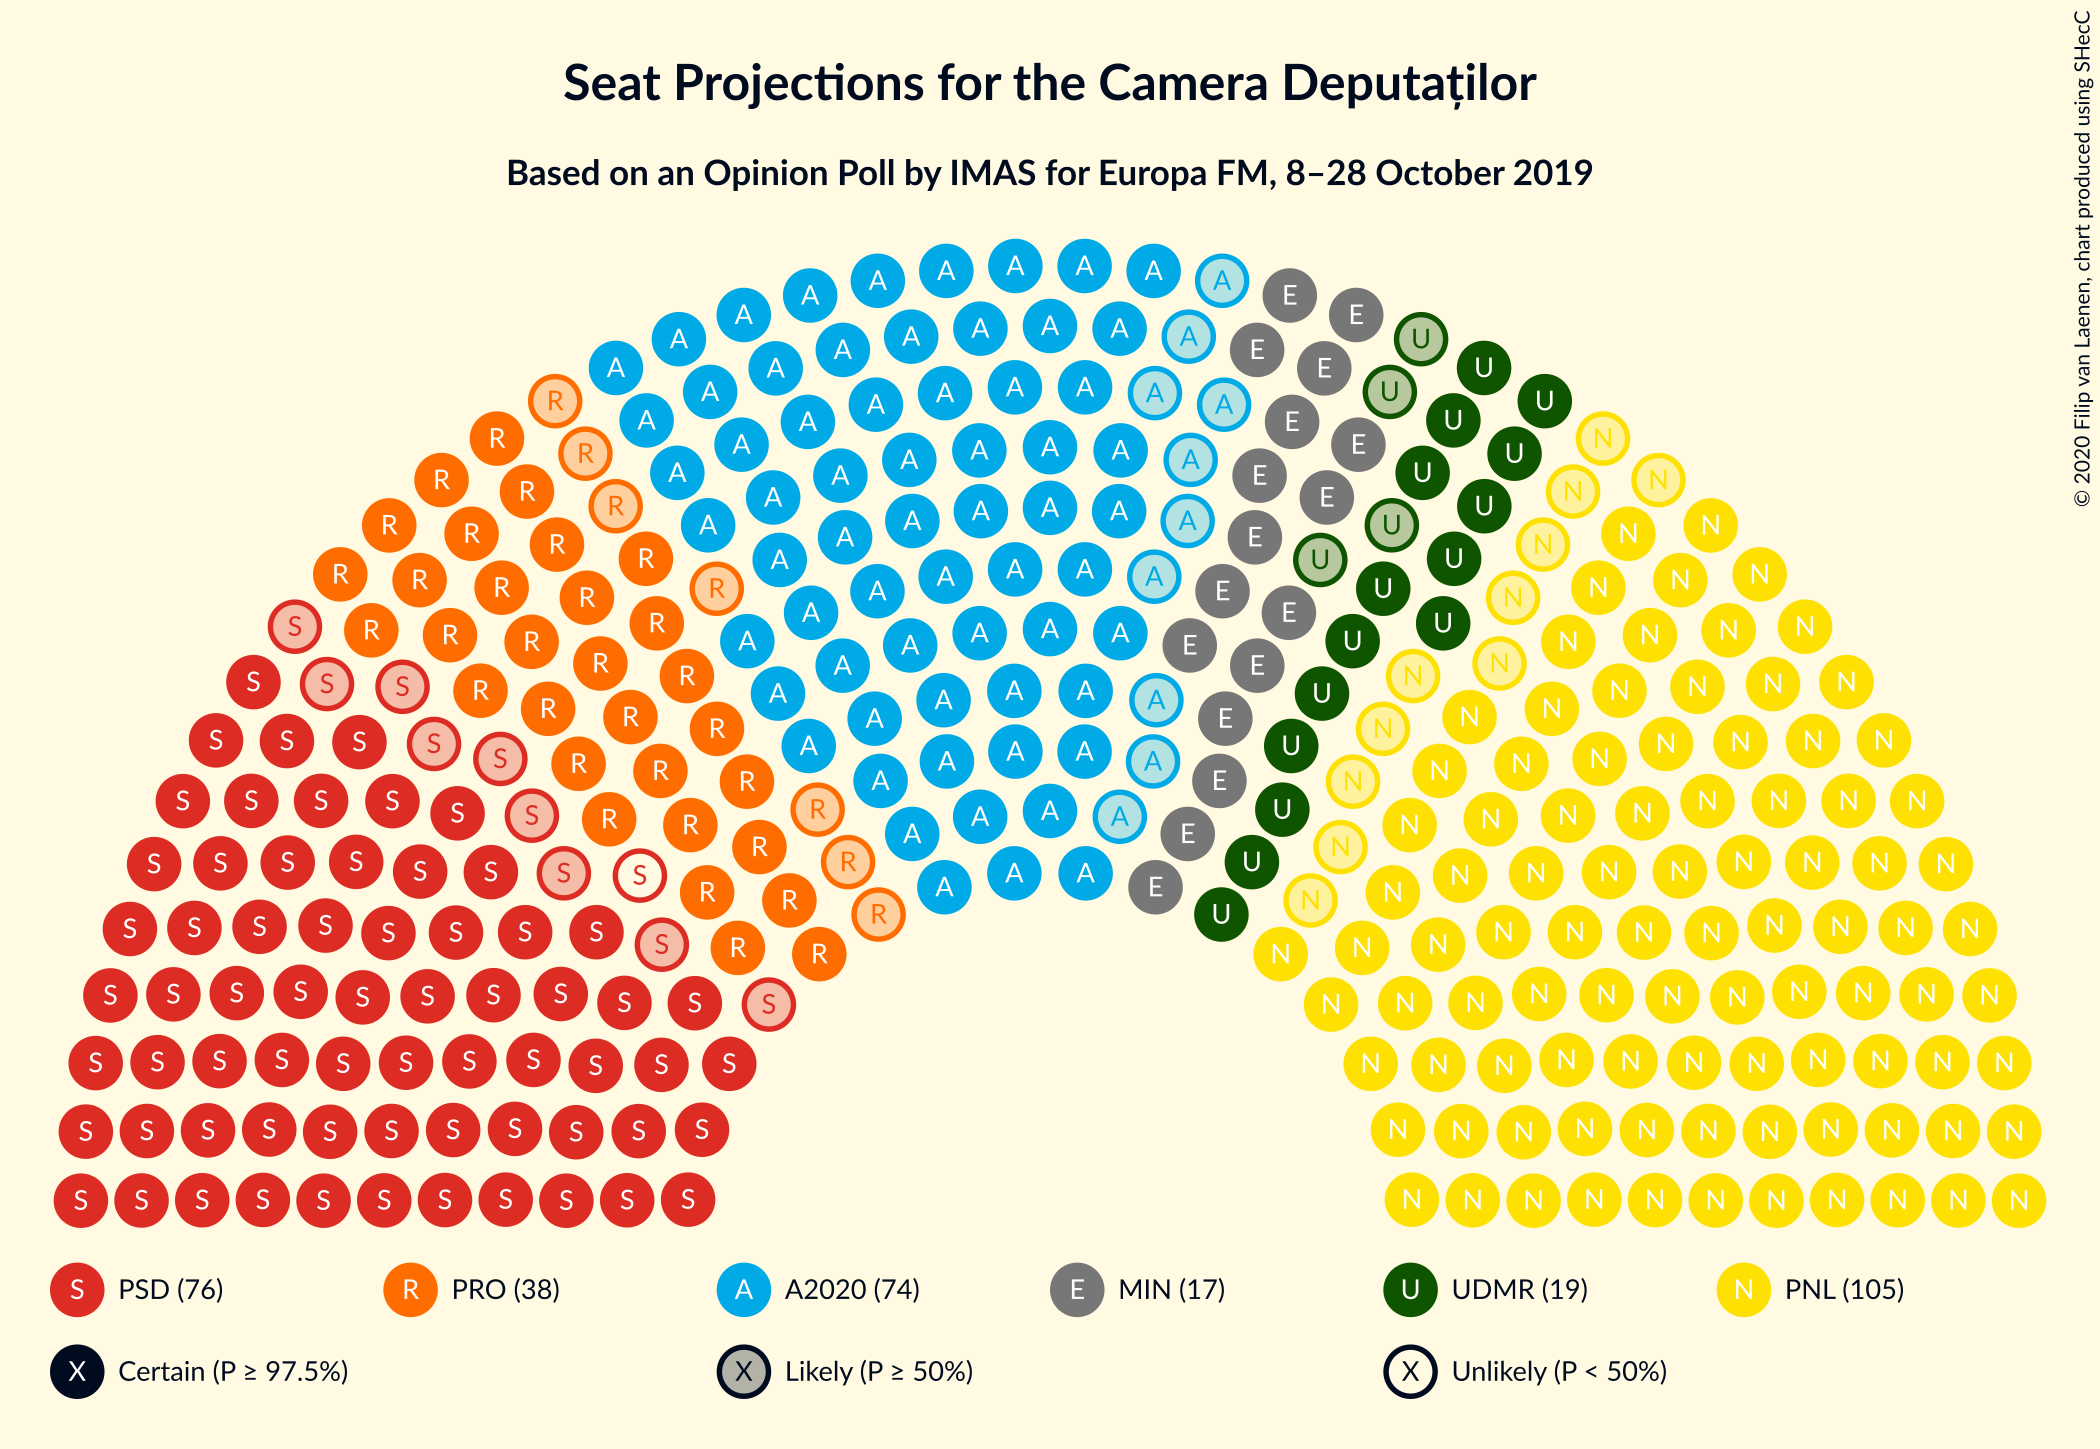 Seat Projections for the Camera Deputaților
Based on an Opinion Poll by IMAS for Europa FM, 8–28 October 2019
© 2020 Filip van Laenen, chart produced using SHecC
S PSD (76) R PRO (38) A A2020 (74) E MIN (17) U UDMR (19) N PNL (105)
X Certain (P ≥ 97.5%) X Likely (P ≥ 50%) X Unlikely (P < 50%)